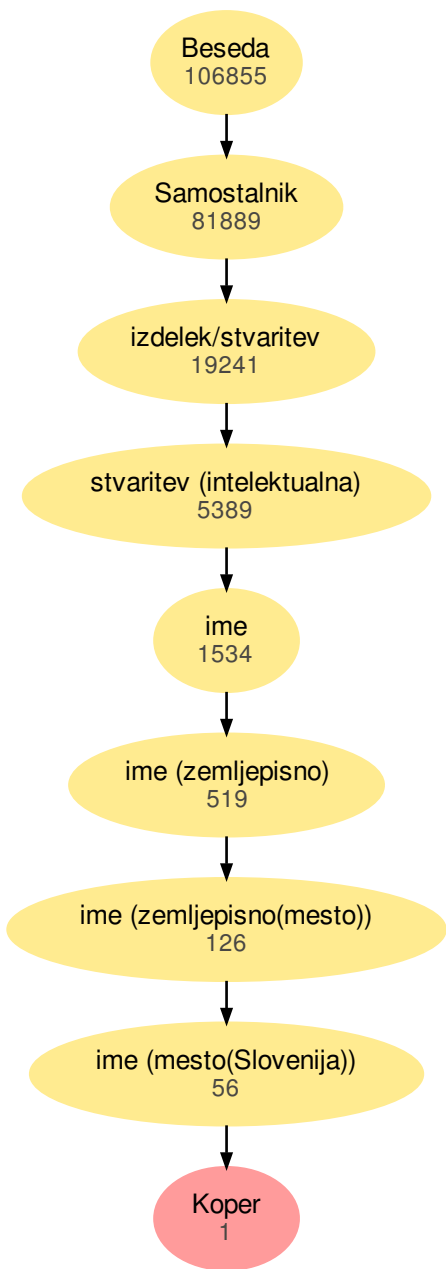 Beseda
106855
Samostalnik
81889
izdelek/stvaritev
19241
stvaritev (intelektualna)
5389
ime
1534
ime (zemljepisno)
519
ime (zemljepisno(mesto))
126
ime (mesto(Slovenija))
56
Koper
1